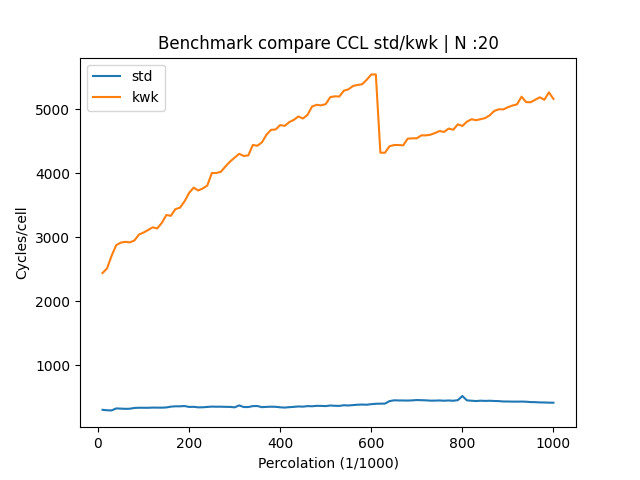 Benchmark compare CCL std/kwk | N :20
std
kwk
Cycles/cell
5000
4000
3000
2000
1000
0
200
400
600
800
1000
Percolation (1/1000)